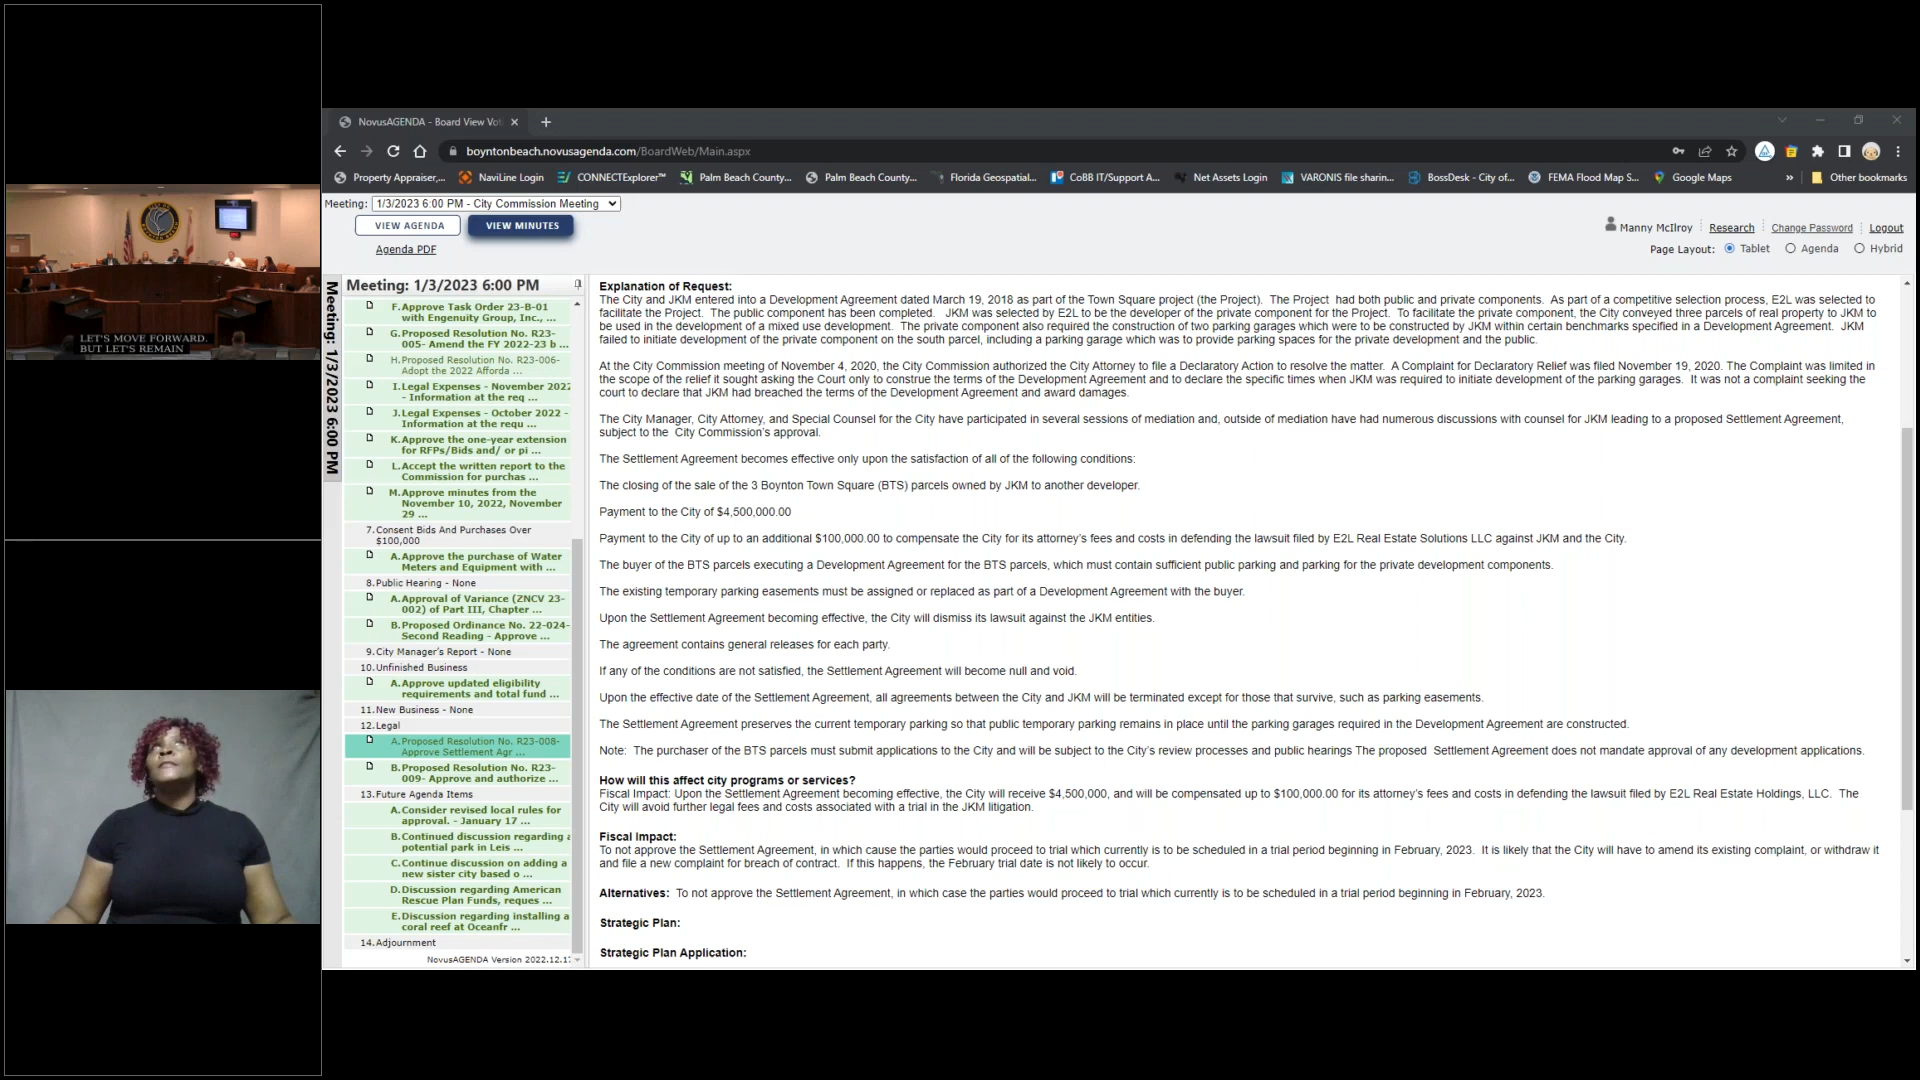 LET'S MOVE FORWARD.
BUT LET'S REMAIN
NovusAGENDA - Board View Vot
boyntonbeach.novusagenda.com/BoardWeb/Main.aspx
Property Appraiser,... NaviLine Login CONNECTExplorer™ Palm Beach County... Palm Beach County... Florida Geospatial... CoBB IT/Support A... Net Assets Login VARONIS file sharin... BossDesk - City of... FEMA Flood Map S... Google Maps » Other bookmarks
Meeting: 1/3/2023 6:00 PM - City Commission Meeting
VIEW AGENDA VIEW MINUTES
Agenda PDF
Manny McIlroy Research Change Password Logout
Page Layout: Tablet Agenda Hybrid
Meeting: 1/3/2023 6:00 PM
Meeting: 1/3/2023 6:00 PM
F. Approve Task Order 23-B-01
with Engenuity Group, Inc., ...
G. Proposed Resolution No. R23-
005- Amend the FY 2022-23 b ...
H. Proposed Resolution No. R23-006-
Adopt the 2022 Afforda ...
I. Legal Expenses - November 2022
- Information at the req ...
J. Legal Expenses - October 2022 -
Information at the requ ...
K. Approve the one-year extension
for RFPs/Bids and/ or pi ...
L. Accept the written report to the
Commission for purchas ...
M. Approve minutes from the
November 10, 2022, November
29 ...
7. Consent Bids And Purchases Over
$100,000
A. Approve the purchase of Water
Meters and Equipment with ...
8. Public Hearing - None
A. Approval of Variance (ZNCV 23-
002) of Part III, Chapter ...
B. Proposed Ordinance No. 22-024-
Second Reading - Approve ...
9. City Manager's Report - None
10. Unfinished Business
A. Approve updated eligibility
requirements and total fund ...
11. New Business - None
12. Legal
A. Proposed Resolution No. R23-008-
Approve Settlement Agr ...
B. Proposed Resolution No. R23-
009- Approve and authorize ...
13. Future Agenda Items
A. Consider revised local rules for
approval. - January 17 ...
B. Continued discussion regarding a
potential park in Leis ...
C. Continue discussion on adding a
new sister city based o ...
D. Discussion regarding American
Rescue Plan Funds, reques ...
E. Discussion regarding installing a
coral reef at Oceanfr ...
14. Adjournment
NovusAGENDA Version 2022.12.17
Explanation of Request:
The City and JKM entered into a Development Agreement dated March 19, 2018 as part of the Town Square project (the Project). The Project had both public and private components. As part of a competitive selection process, E2L was selected to
facilitate the Project. The public component has been completed. JKM was selected by E2L to be the developer of the private component for the Project. To facilitate the private component, the City conveyed three parcels of real property to JKM to
be used in the development of a mixed use development. The private component also required the construction of two parking garages which were to be constructed by JKM within certain benchmarks specified in a Development Agreement. JKM
failed to initiate development of the private component on the south parcel, including a parking garage which was to provide parking spaces for the private development and the public.
At the City Commission meeting of November 4, 2020, the City Commission authorized the City Attorney to file a Declaratory Action to resolve the matter. A Complaint for Declaratory Relief was filed November 19, 2020. The Complaint was limited in
the scope of the relief it sought asking the Court only to construe the terms of the Development Agreement and to declare the specific times when JKM was required to initiate development of the parking garages. It was not a complaint seeking the
court to declare that JKM had breached the terms of the Development Agreement and award damages.
The City Manager, City Attorney, and Special Counsel for the City have participated in several sessions of mediation and, outside of mediation have had numerous discussions with counsel for JKM leading to a proposed Settlement Agreement,
subject to the City Commission's approval.
The Settlement Agreement becomes effective only upon the satisfaction of all of the following conditions:
The closing of the sale of the 3 Boynton Town Square (BTS) parcels owned by JKM to another developer.
Payment to the City of $4,500,000.00
Payment to the City of up to an additional $100,000.00 to compensate the City for its attorney's fees and costs in defending the lawsuit filed by E2L Real Estate Solutions LLC against JKM and the City.
The buyer of the BTS parcels executing a Development Agreement for the BTS parcels, which must contain sufficient public parking and parking for the private development components.
The existing temporary parking easements must be assigned or replaced as part of a Development Agreement with the buyer.
Upon the Settlement Agreement becoming effective, the City will dismiss its lawsuit against the JKM entities.
The agreement contains general releases for each party.
If any of the conditions are not satisfied, the Settlement Agreement will become null and void.
Upon the effective date of the Settlement Agreement, all agreements between the City and JKM will be terminated except for those that survive, such as parking easements.
The Settlement Agreement preserves the current temporary parking so that public temporary parking remains in place until the parking garages required in the Development Agreement are constructed.
Note: The purchaser of the BTS parcels must submit applications to the City and will be subject to the City's review processes and public hearings The proposed Settlement Agreement does not mandate approval of any development applications.
How will this affect city programs or services?
Fiscal Impact: Upon the Settlement Agreement becoming effective, the City will receive $4,500,000, and will be compensated up to $100,000.00 for its attorney's fees and costs in defending the lawsuit filed by E2L Real Estate Holdings, LLC. The
City will avoid further legal fees and costs associated with a trial in the JKM litigation.
Fiscal Impact:
To not approve the Settlement Agreement, in which cause the parties would proceed to trial which currently is to be scheduled in a trial period beginning in February, 2023. It is likely that the City will have to amend its existing complaint, or withdraw it
and file a new complaint for breach of contract. If this happens, the February trial date is not likely to occur.
Alternatives: To not approve the Settlement Agreement, in which case the parties would proceed to trial which currently is to be scheduled in a trial period beginning in February, 2023.
Strategic Plan:
Strategic Plan Application: